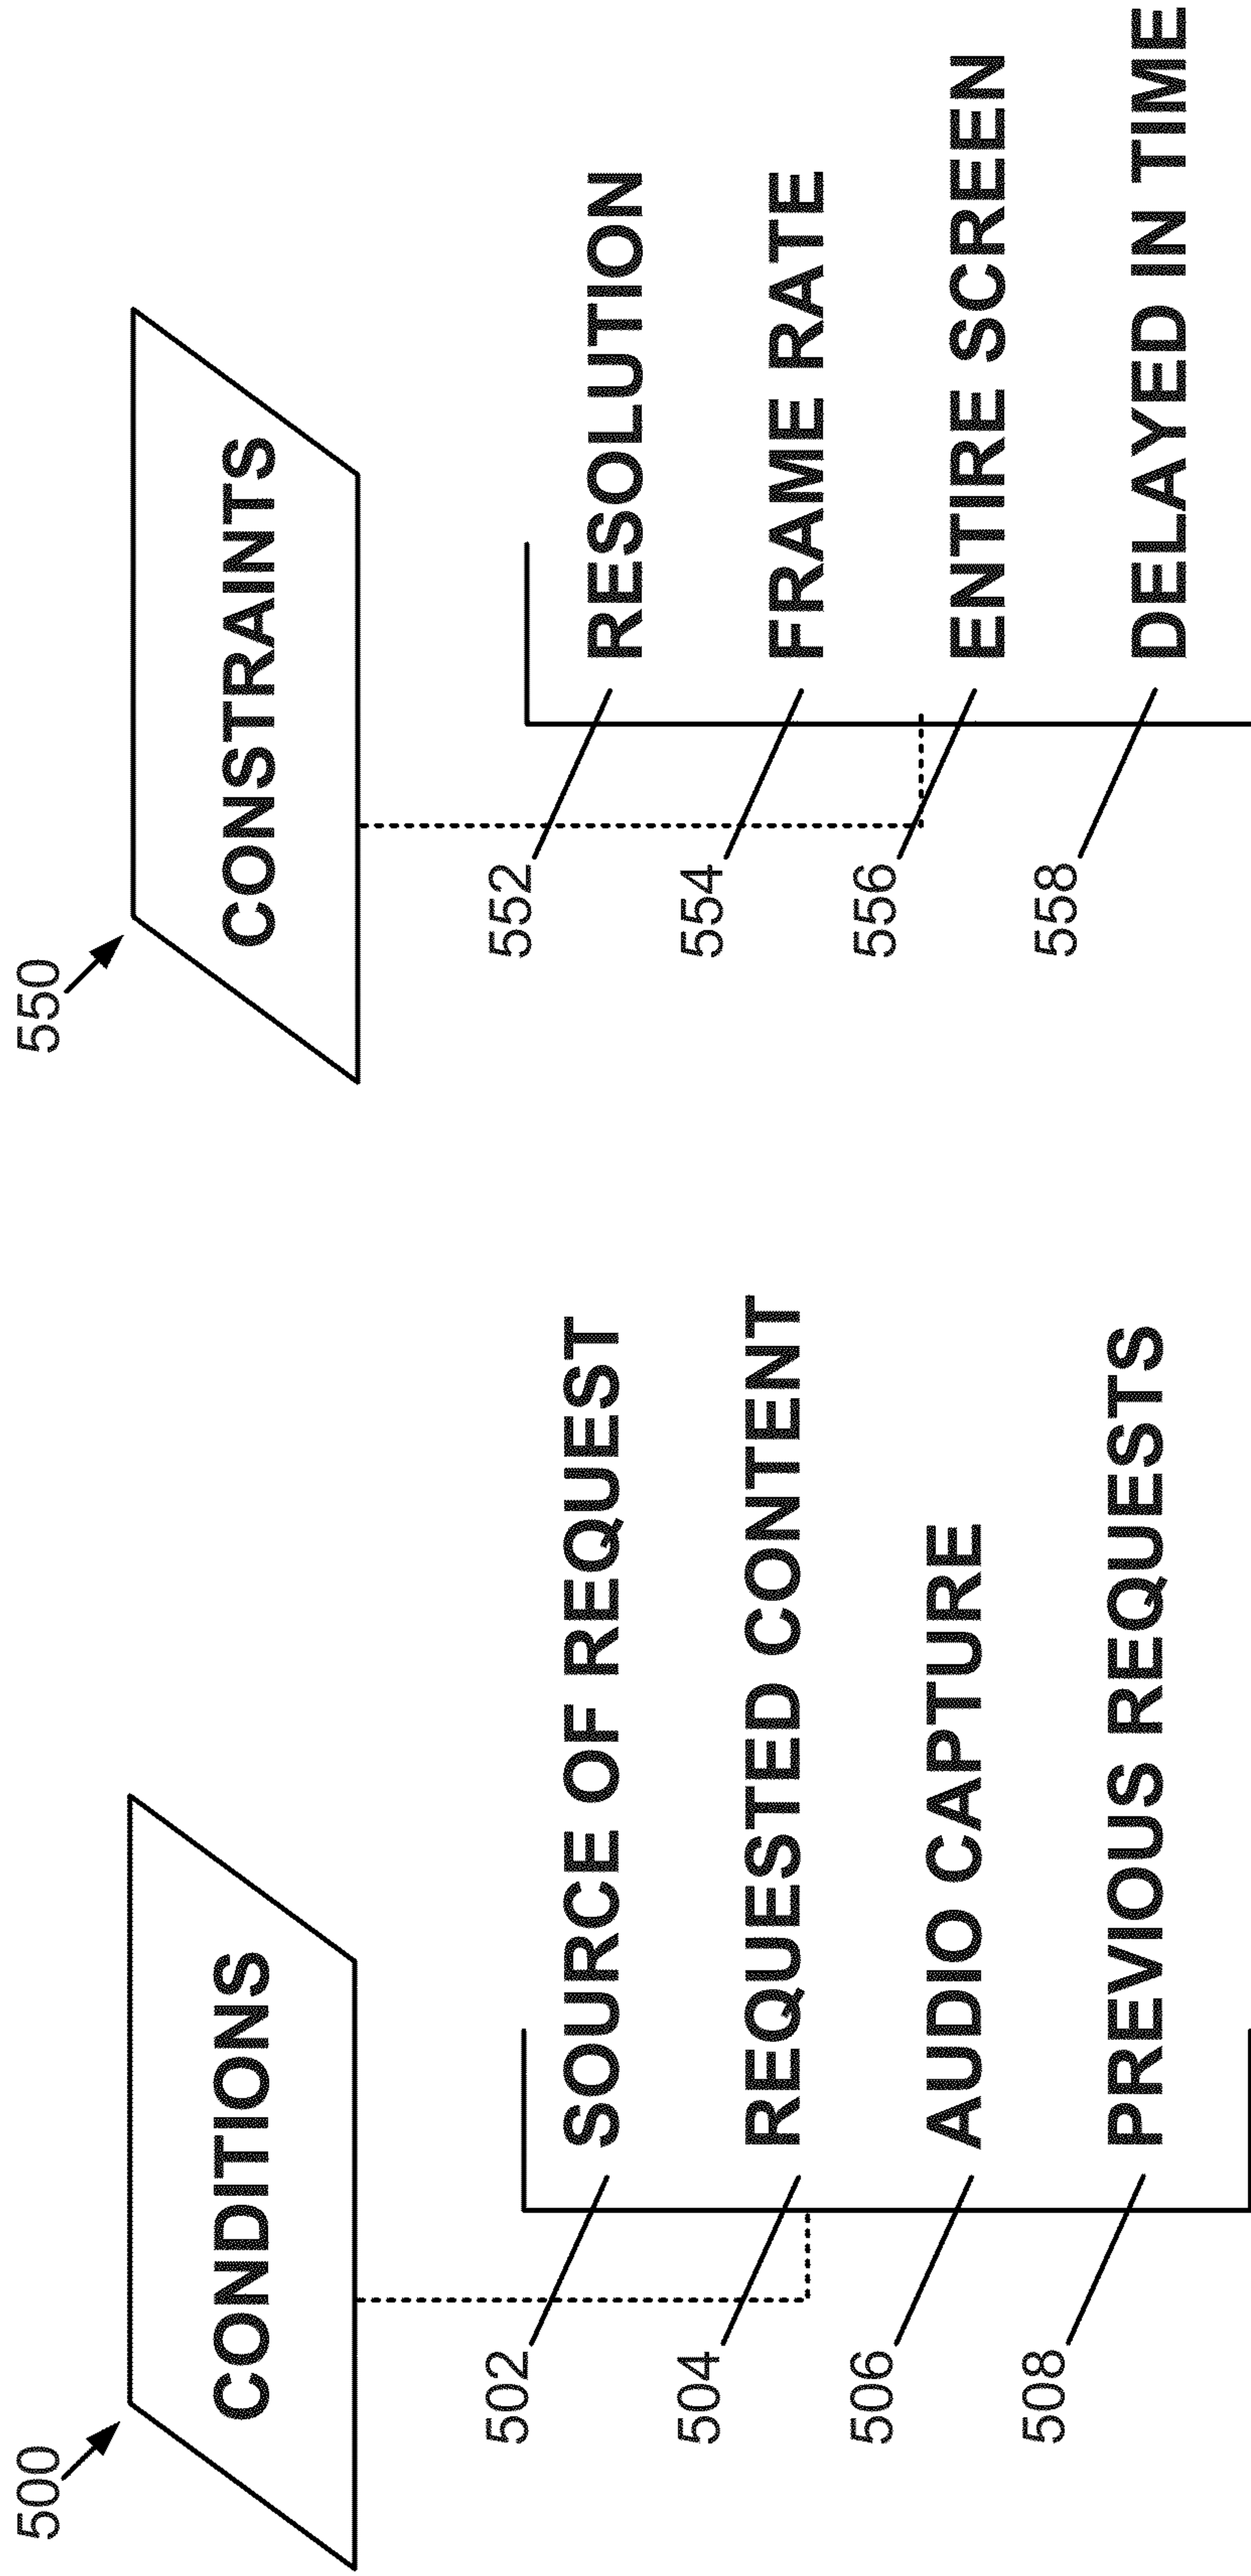 500
CONDITIONS
502
SOURCE OF REQUEST
504
REQUESTED CONTENT
506
AUDIO CAPTURE
508
PREVIOUS REQUESTS
550
CONSTRAINTS
552
RESOLUTION
554
FRAME RATE
556
ENTIRE SCREEN
558
DELAYED IN TIME